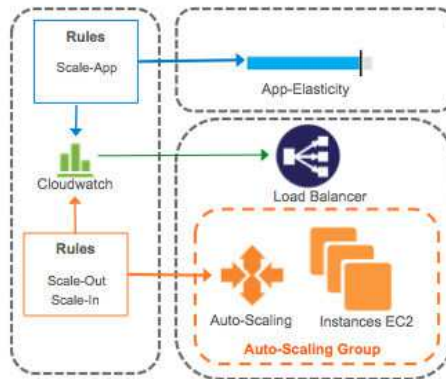 Rules
Scale-App
App-Elasticity
Cloudwatch
Load Balancer
Rules
Scale-Out
Scale-In
Auto-Scaling
Instances EC2
Auto-Scaling Group